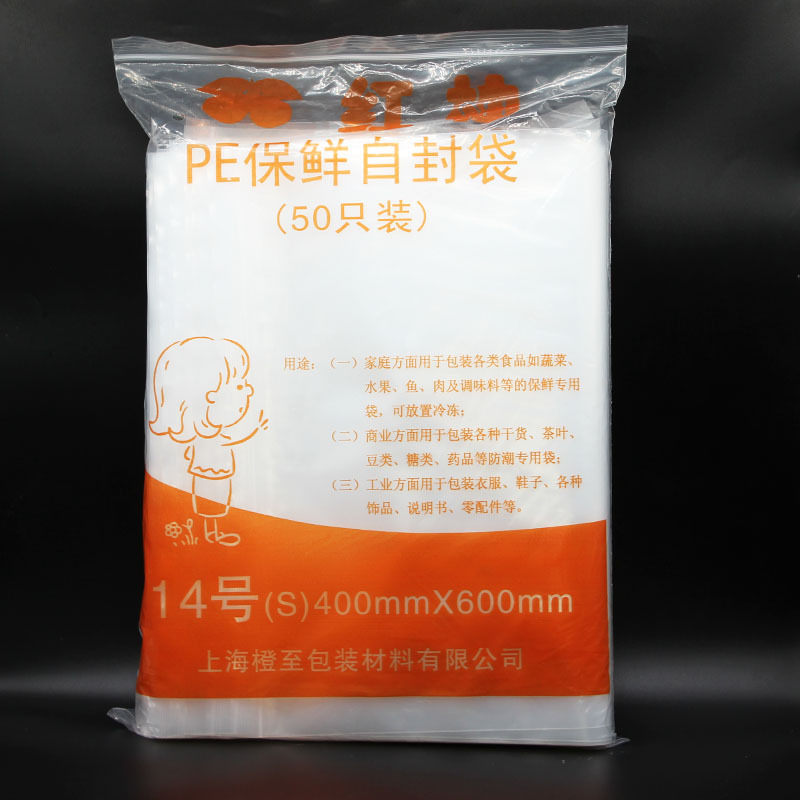 PE保鲜自封袋
(50只装)
用途：（一）家庭方面用于包装各类食品如蔬菜、
水果、鱼、肉及调味料等的保鲜专用
袋，可放置冷冻；
（二）商业方面用于包装各种干货、茶叶、
豆类、糖类、药品等防潮专用袋；
（三）工业方面用于包装衣服、鞋子、各种
饰品、说明书、零配件等。
14号(S)400mmX600mm
上海橙至包装材料有限公司